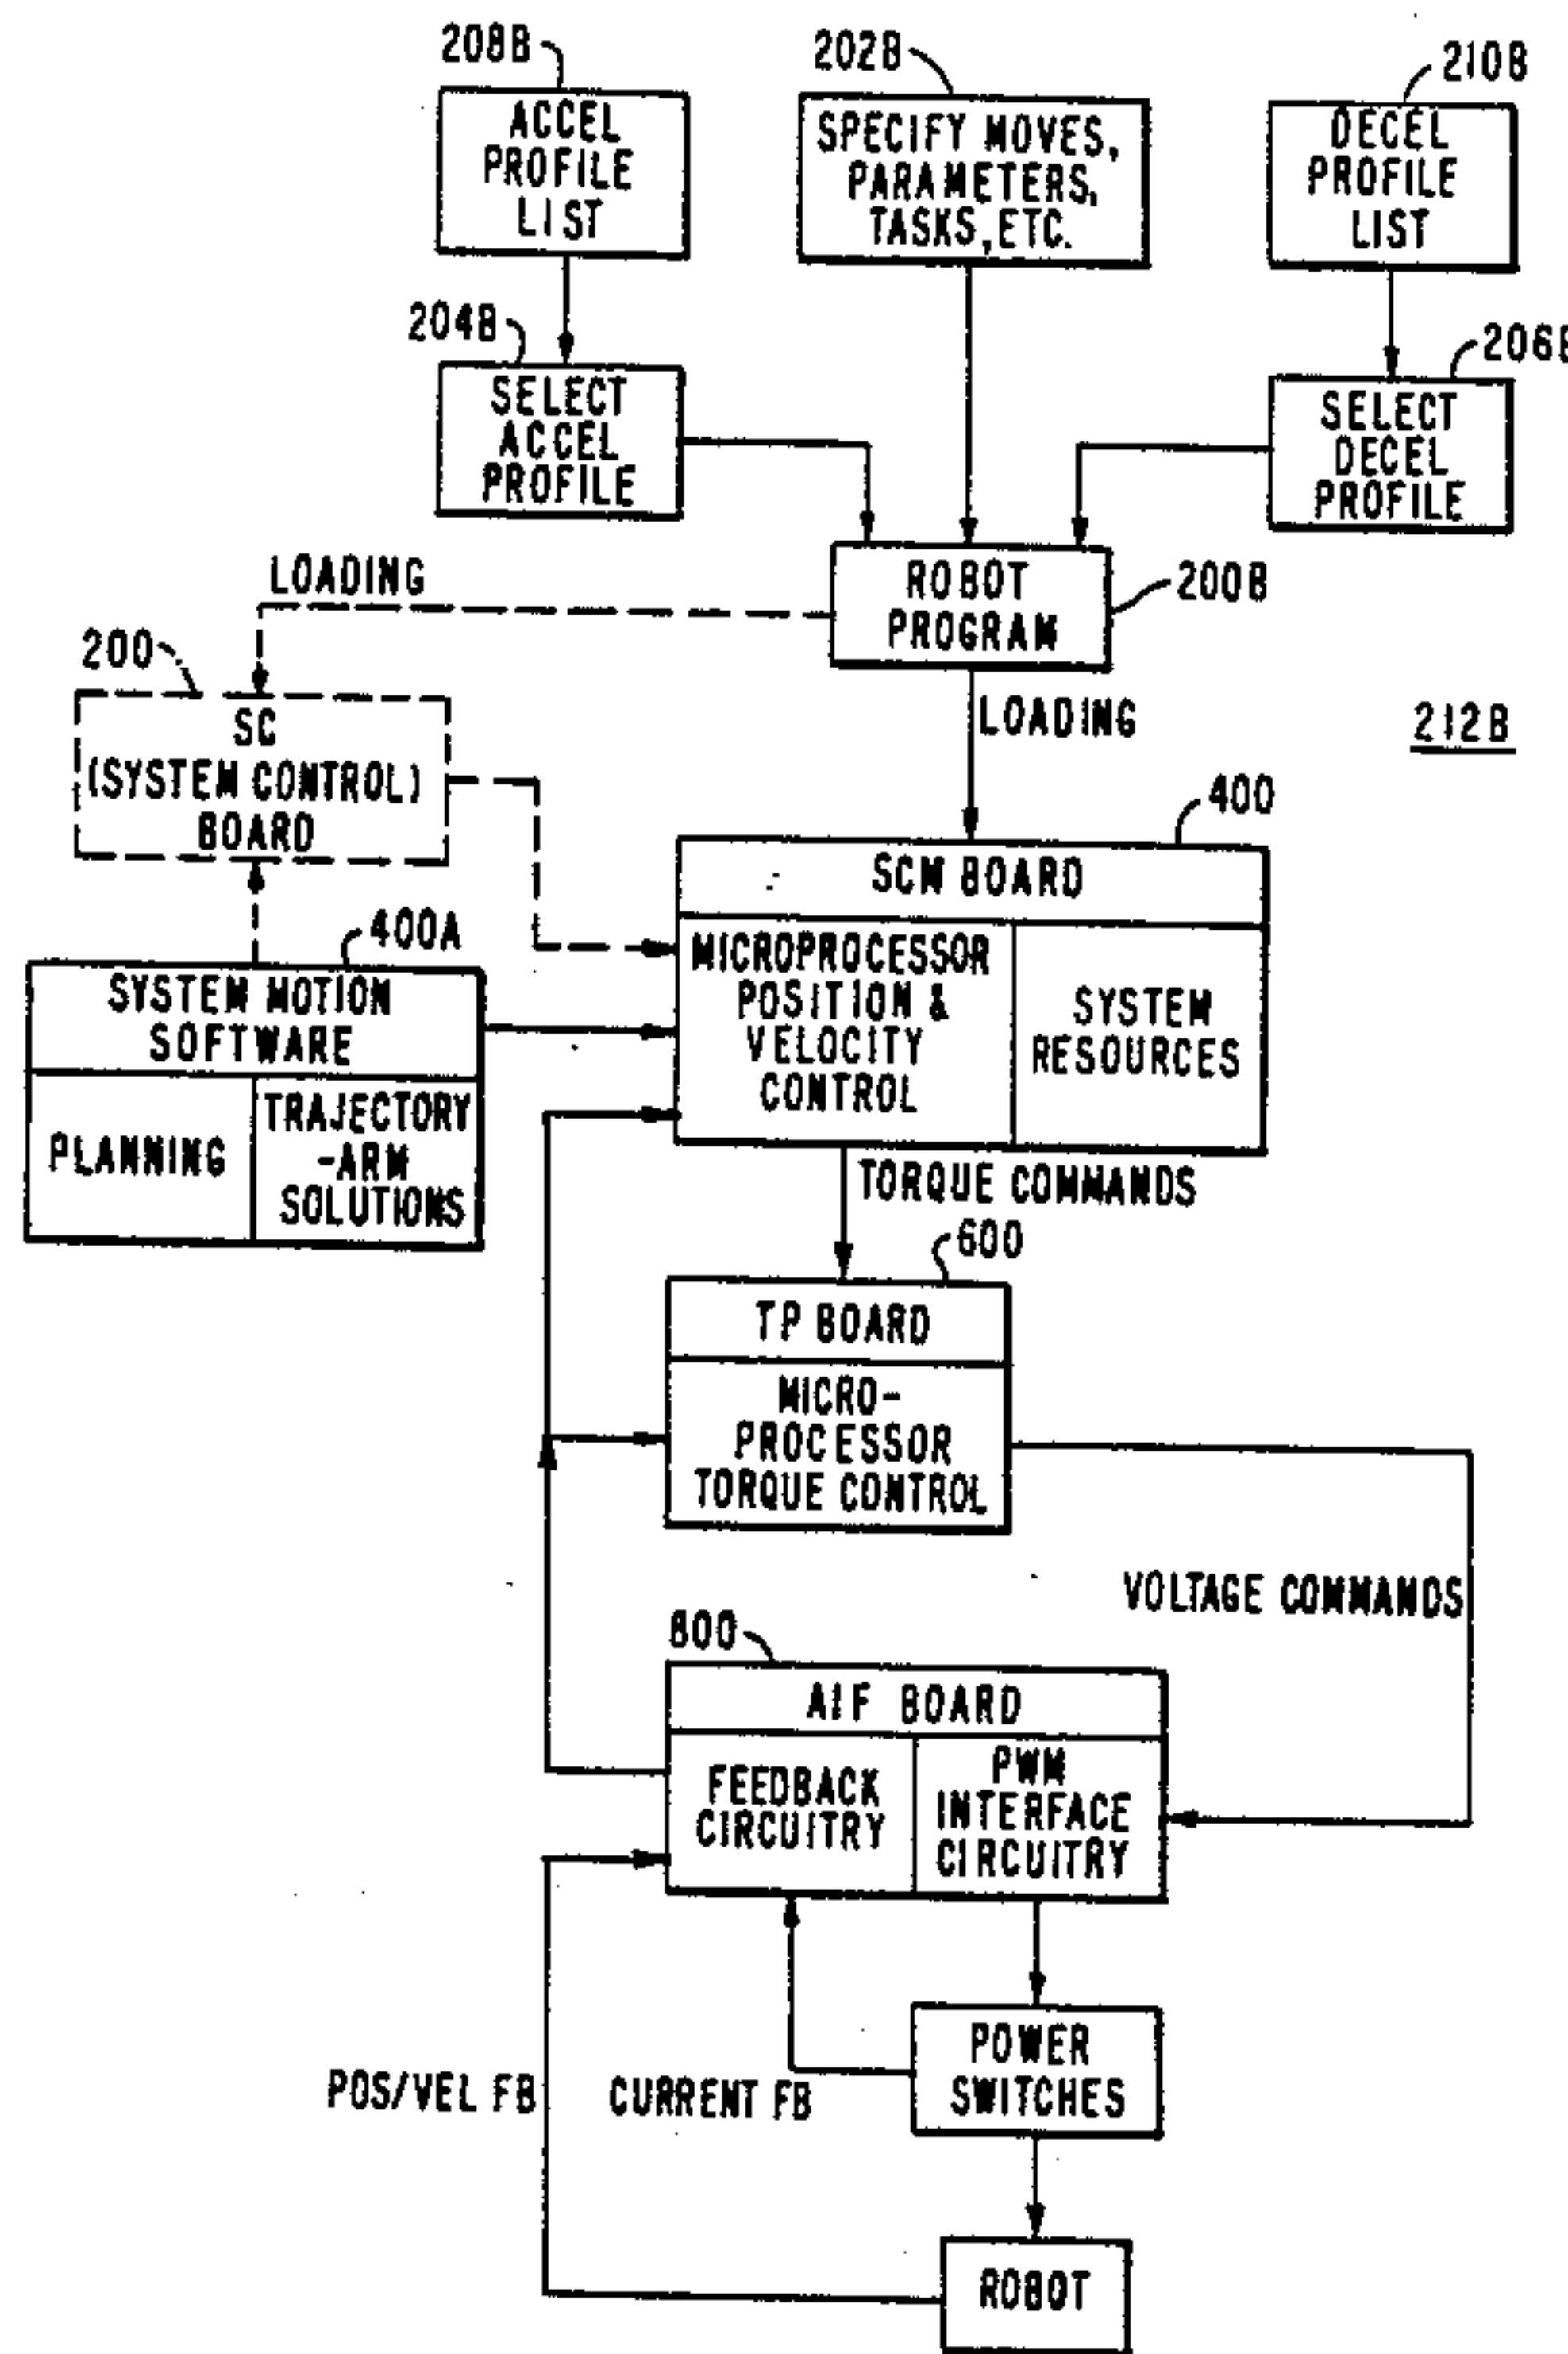 208B
202B
210B
ACCEL
PROFILE
LIST
SPECIFY MOVES,
PARAMETERS,
TASKS, ETC.
DECEL
PROFILE
LIST
204B
206B
SELECT
ACCEL
PROFILE
SELECT
DECEL
PROFILE
LOADING
ROBOT
PROGRAM
200B
200
SC
(SYSTEM CONTROL)
BOARD
LOADING
212B
400
SCM BOARD
MICROPROCESSOR
POSITION &
VELOCITY
CONTROL
SYSTEM
RESOURCES
400A
SYSTEM MOTION
SOFTWARE
PLANNING
TRAJECTORY
-ARM
SOLUTIONS
TORQUE COMMANDS
600
TP BOARD
MICRO-
PROCESSOR
TORQUE CONTROL
VOLTAGE COMMANDS
800
AIF BOARD
FEEDBACK
CIRCUITRY
PWM
INTERFACE
CIRCUITRY
POS/VEL FB
CURRENT FB
POWER
SWITCHES
ROBOT